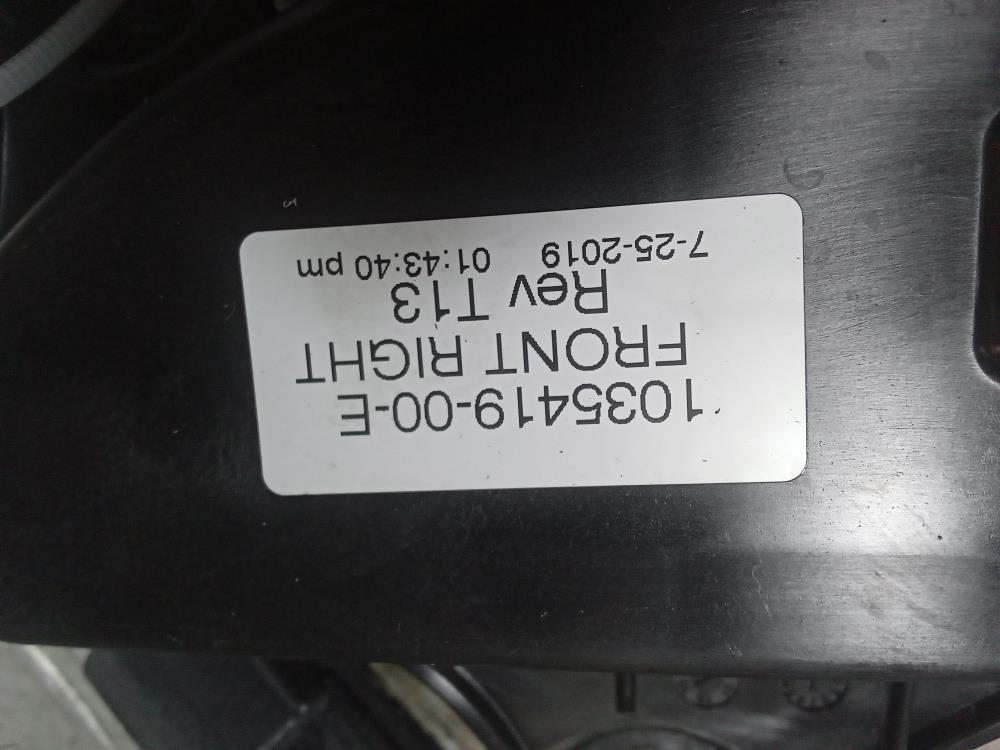 1035419-00-E
FRONT RIGHT
Rev T13
7-25-2019 01:43:40 pm